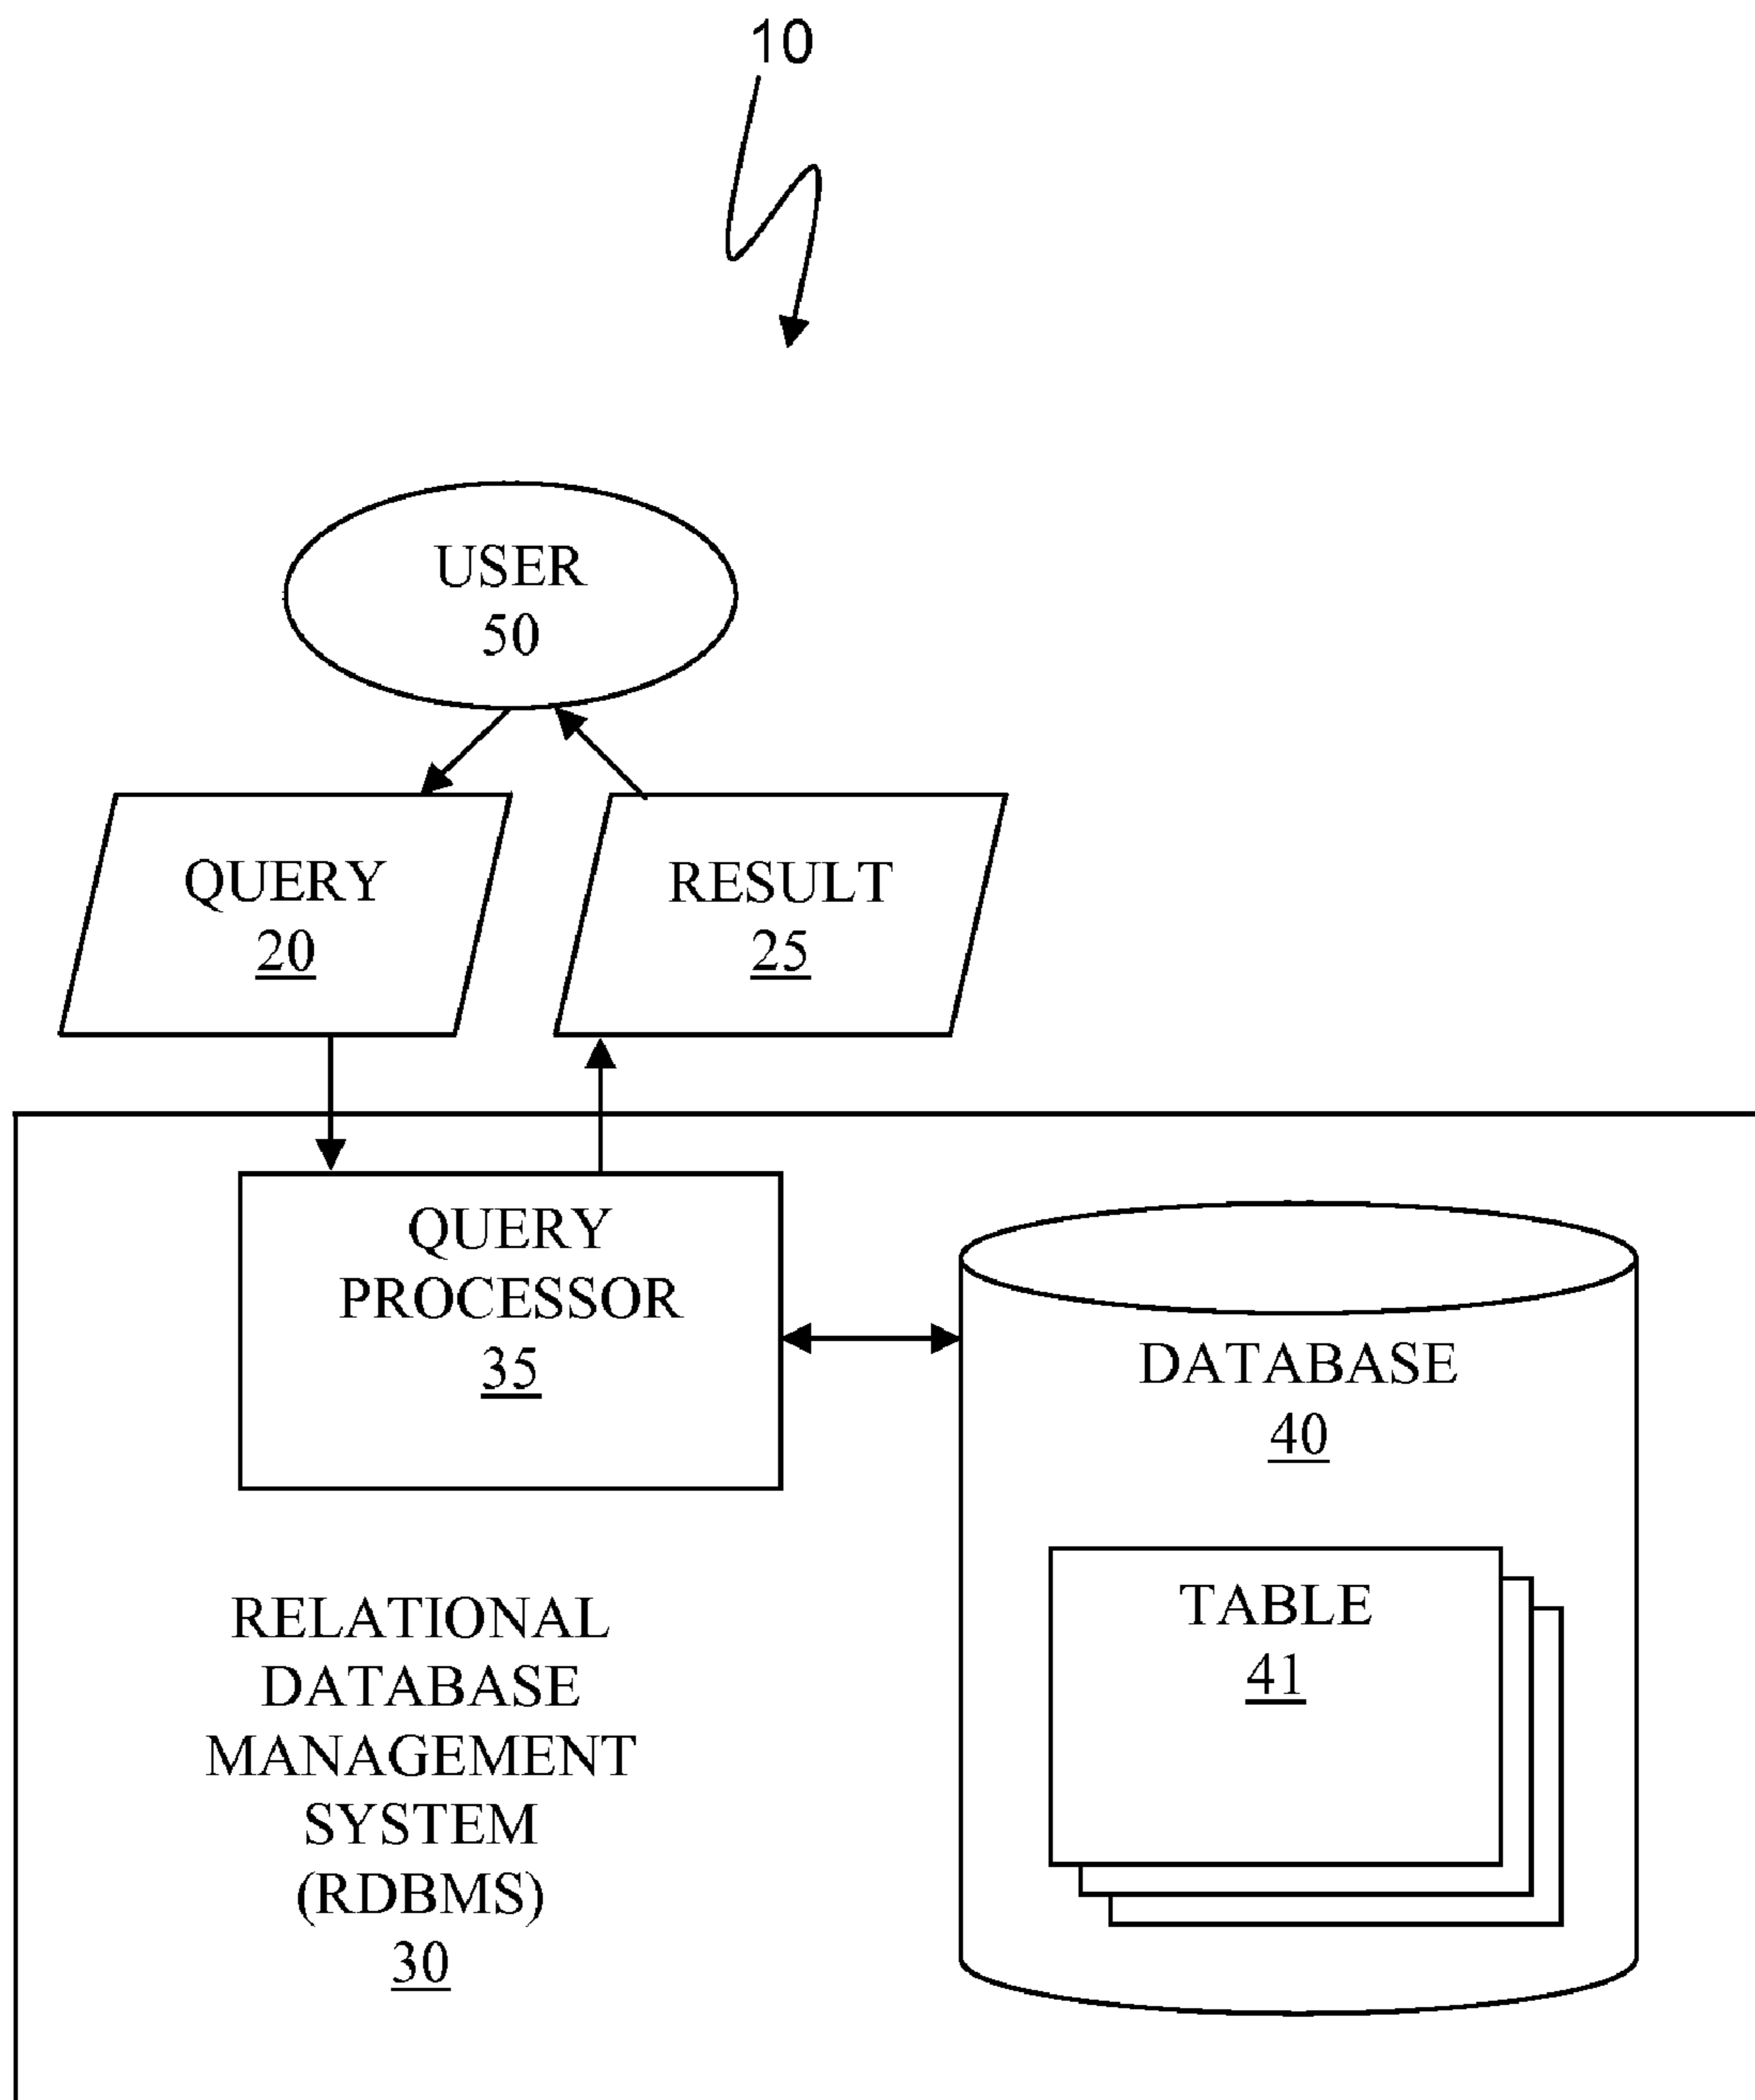 10
USER
50
QUERY
20
RESULT
25
QUERY
PROCESSOR
35
DATABASE
40
TABLE
41
RELATIONAL
DATABASE
MANAGEMENT
SYSTEM
(RDBMS)
30